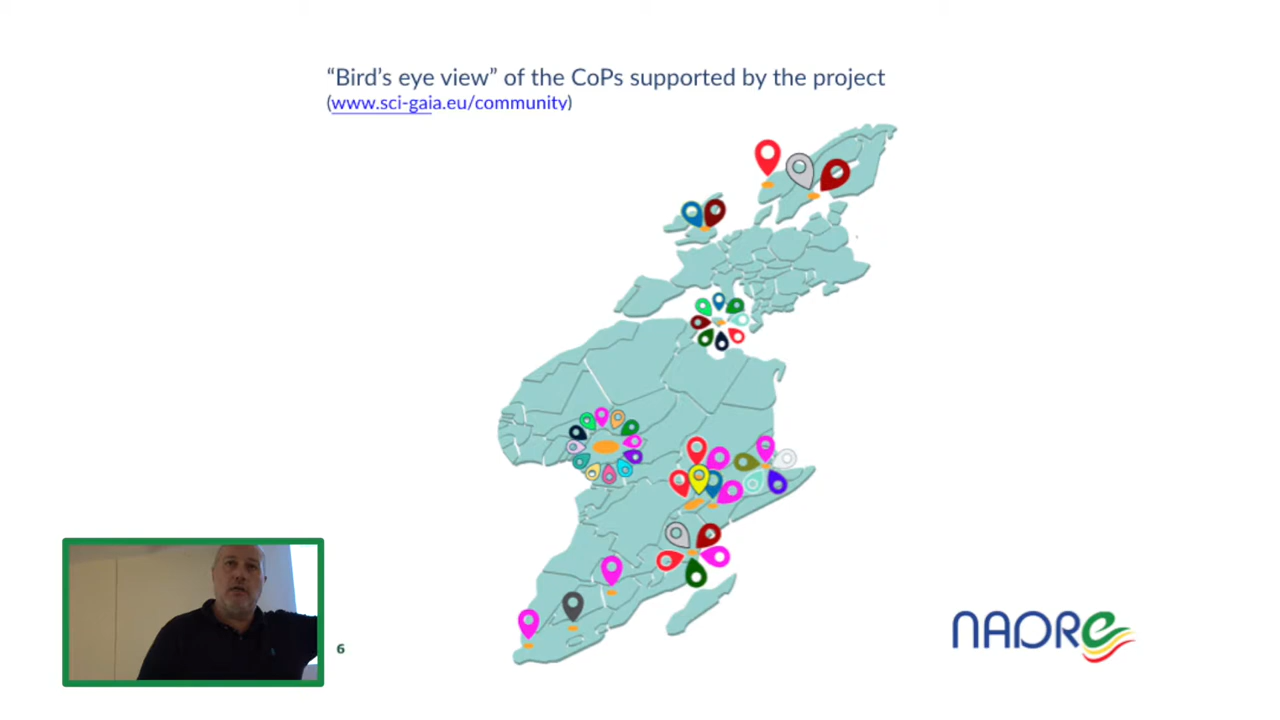 “Bird’s eye view” of the CoPs supported by the project
(www.sci-gaia.eu/community)
6
NADRe